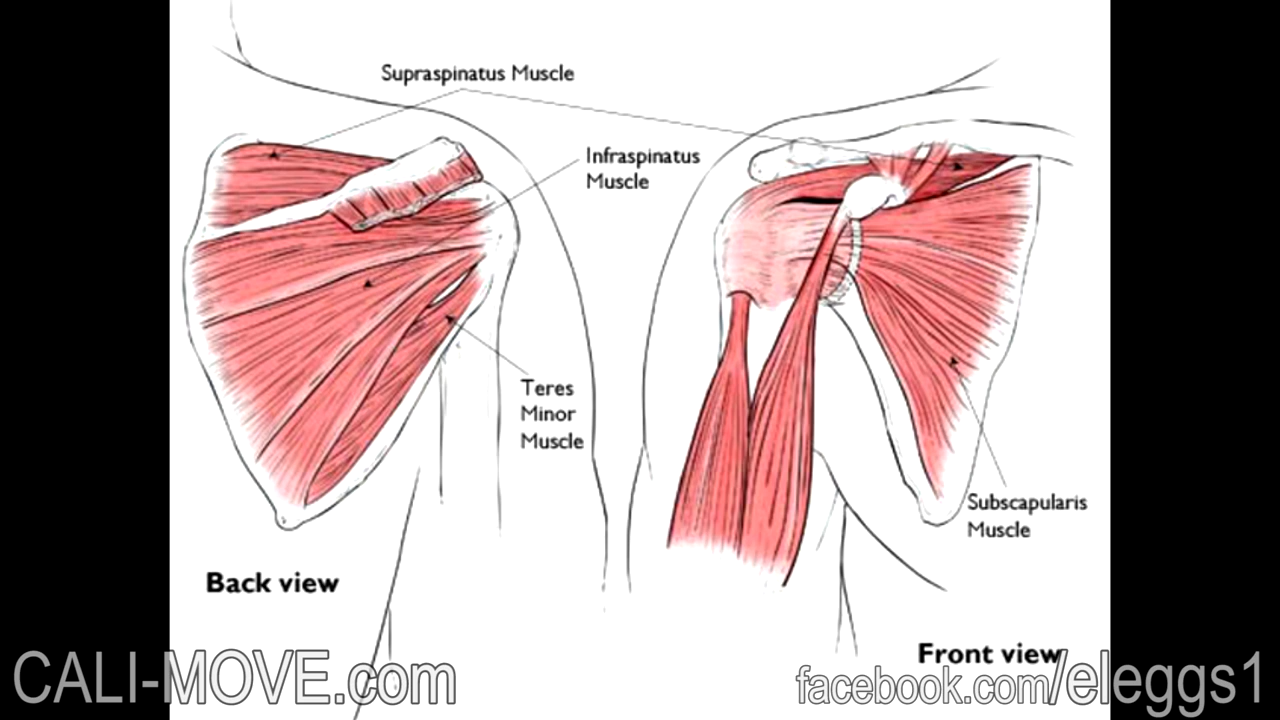 Supraspinatus Muscle
Infraspinatus
Muscle
Teres
Minor
Muscle
Subscapularis
Muscle
Back view
Front view
CALI-MOVE.com
facebook.com/eleggs1